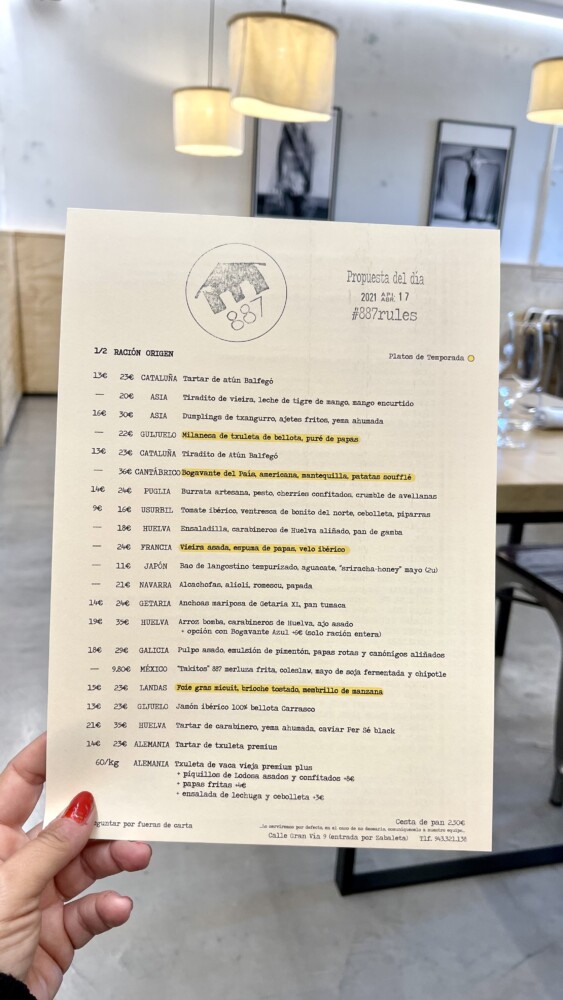 887
Propuesta del día
2021 ABR. 17
#887rules
1/2 RACIÓN ORIGEN
Platos de Temporada
13€ 23€ CATALUÑA Tartar de atún Balfegó
— 20€ ASIA Tiradito de vieira, leche de tigre de mango, mango encurtido
16€ 30€ ASIA Dumplings de txangurro, ajetes fritos, yema ahumada
— 22€ GUIJUELO Milanesa de txuleta de bellota, puré de papas
13€ 23€ CATALUÑA Tiradito de Atún Balfegó
— 36€ CANTÁBRICO Bogavante del País, americana, mantequilla, patatas soufflé
14€ 24€ PUGLIA Burrata artesana, pesto, cherries confitados, crumble de avellanas
9€ 16€ USURBIL Tomate ibérico, ventresca de bonito del norte, cebolleta, piparras
— 18€ HUELVA Ensaladilla, carabineros de Huelva aliñado, pan de gamba
— 24€ FRANCIA Vieira asada, espuma de papas, velo ibérico
— 11€ JAPÓN Bao de langostino tempurizado, aguacate, "sriracha-honey" mayo (2u)
— 21€ NAVARRA Alcachofas, alioli, romescu, papada
14€ 24€ GETARIA Anchoas mariposa de Getaria XL, pan tumaca
19€ 35€ HUELVA Arroz bomba, carabineros de Huelva, ajo asado
+ opción con Bogavante Azul +6€ (solo ración entera)
18€ 29€ GALICIA Pulpo asado, emulsión de pimentón, papas rotas y canónigos aliñados
— 9.80€ MÉXICO "Takitos" 887 merluza frita, coleslaw, mayo de soja fermentada y chipotle
15€ 23€ LANDAS Foie gras micuit, brioche tostado, membrillo de manzana
13€ 23€ GIJUELO Jamón ibérico 100% bellota Carrasco
21€ 35€ HUELVA Tartar de carabinero, yema ahumada, caviar Per Sé black
14€ 23€ ALEMANIA Tartar de txuleta premium
60/kg ALEMANIA Txuleta de vaca vieja premium plus
+ piquillos de Lodosa asados y confitados +5€
+ papas fritas +4€
+ ensalada de lechuga y cebolleta +3€
por fueras de carta
Cesta de pan 2.50€
Calle Gran Vía 9 (entrada por Zabaleta) Tlf. 943.321.138